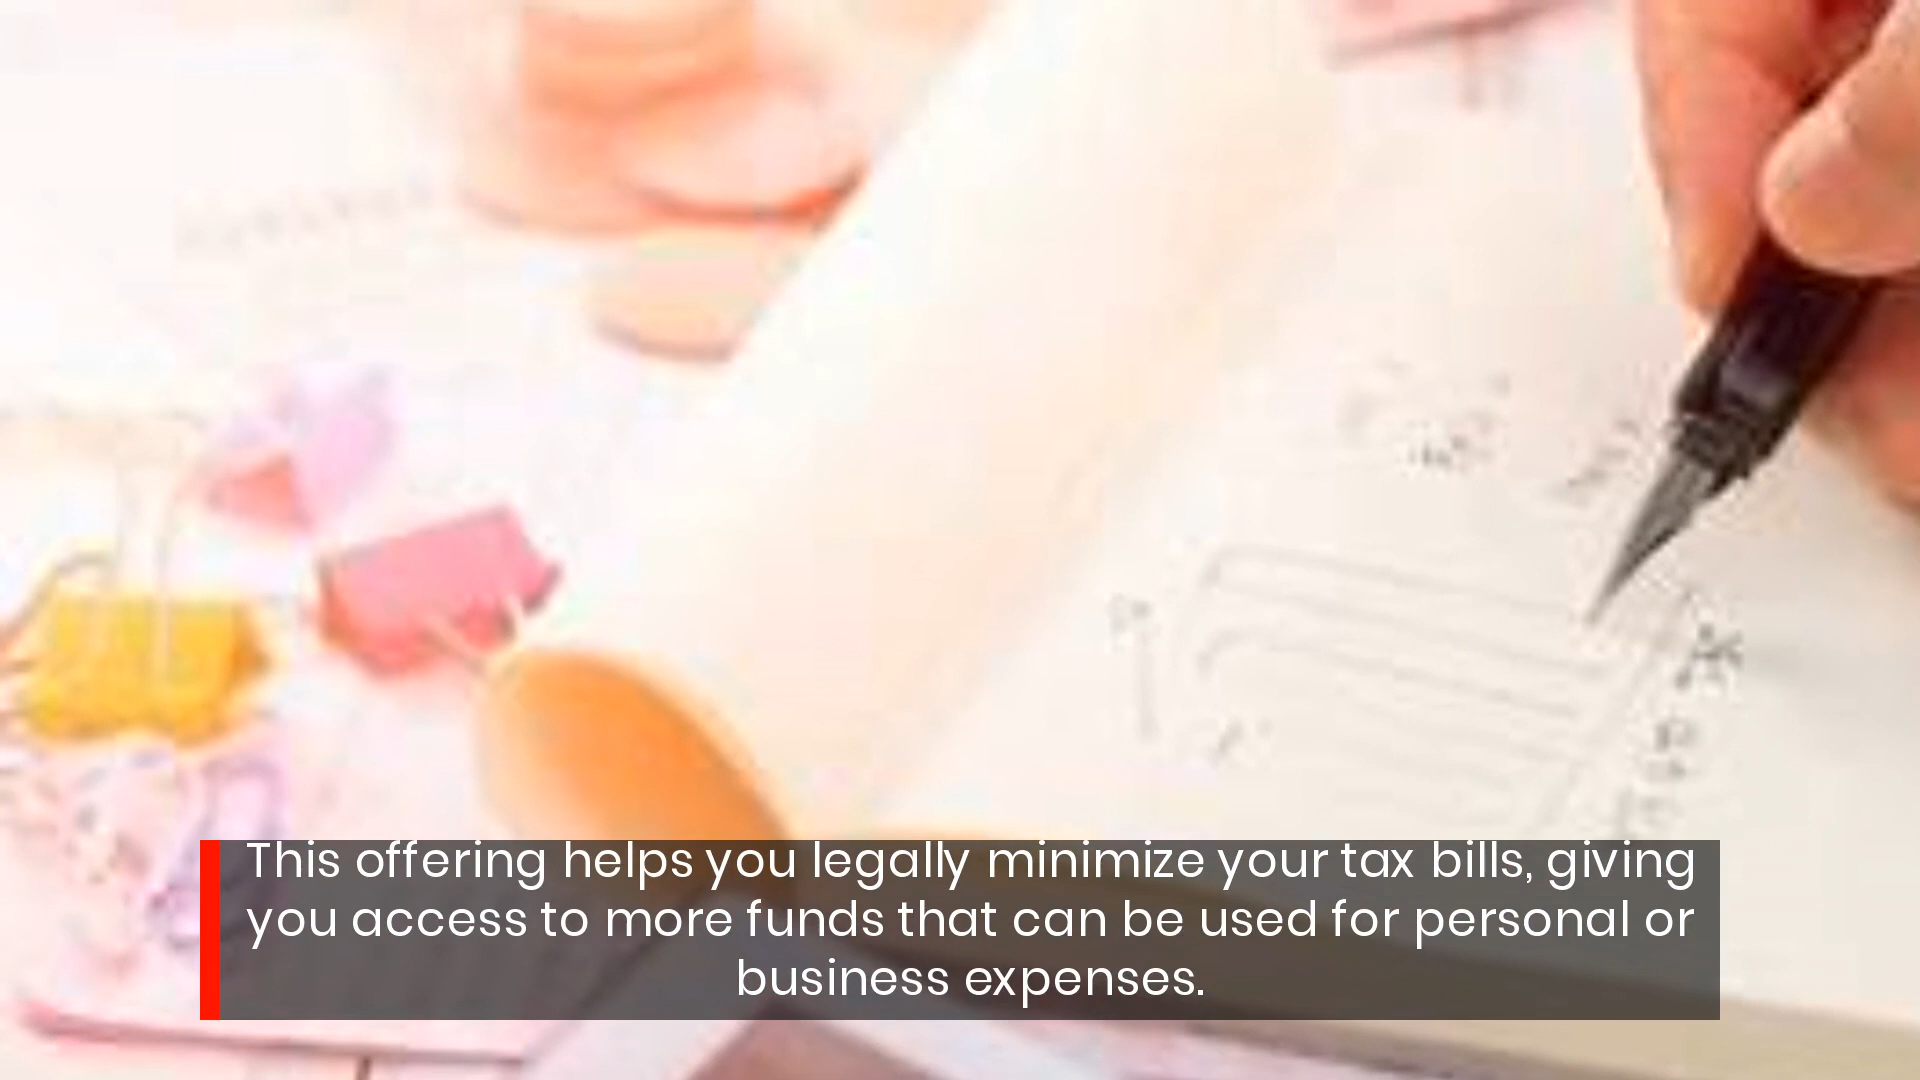 This offering helps you legally minimize your tax bills, giving
you access to more funds that can be used for personal or
business expenses.